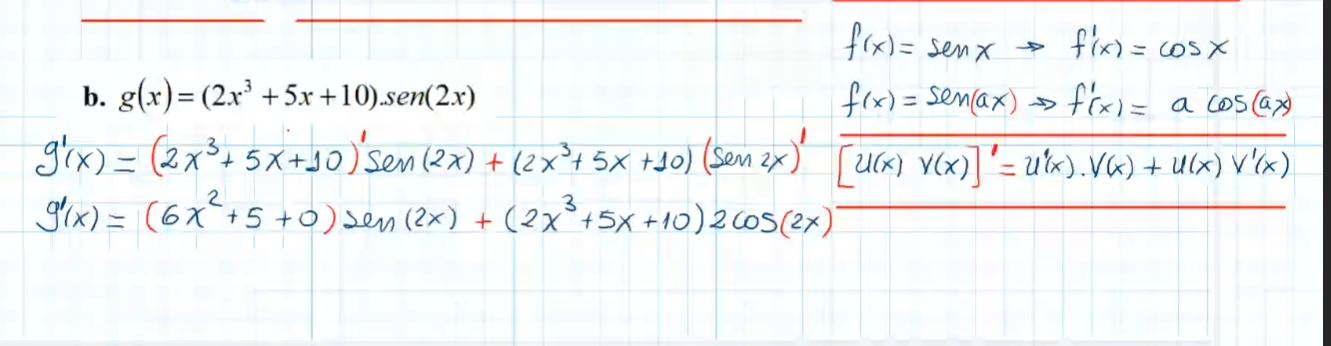 f(x) = sen x ⇒ f'(x) = cos x
b. g(x) = (2x³ + 5x + 10).sen(2x)
f(x) = sen(ax) ⇒ f'(x) = a cos(ax)
g'(x) = (2x³ + 5x + 10)' sen(2x) + (2x³ + 5x + 10) (sen 2x)'
[u(x) v(x)]' = u'(x).v(x) + u(x) v'(x)
g'(x) = (6x² + 5 + 0) sen(2x) + (2x³ + 5x + 10) 2 cos(2x)